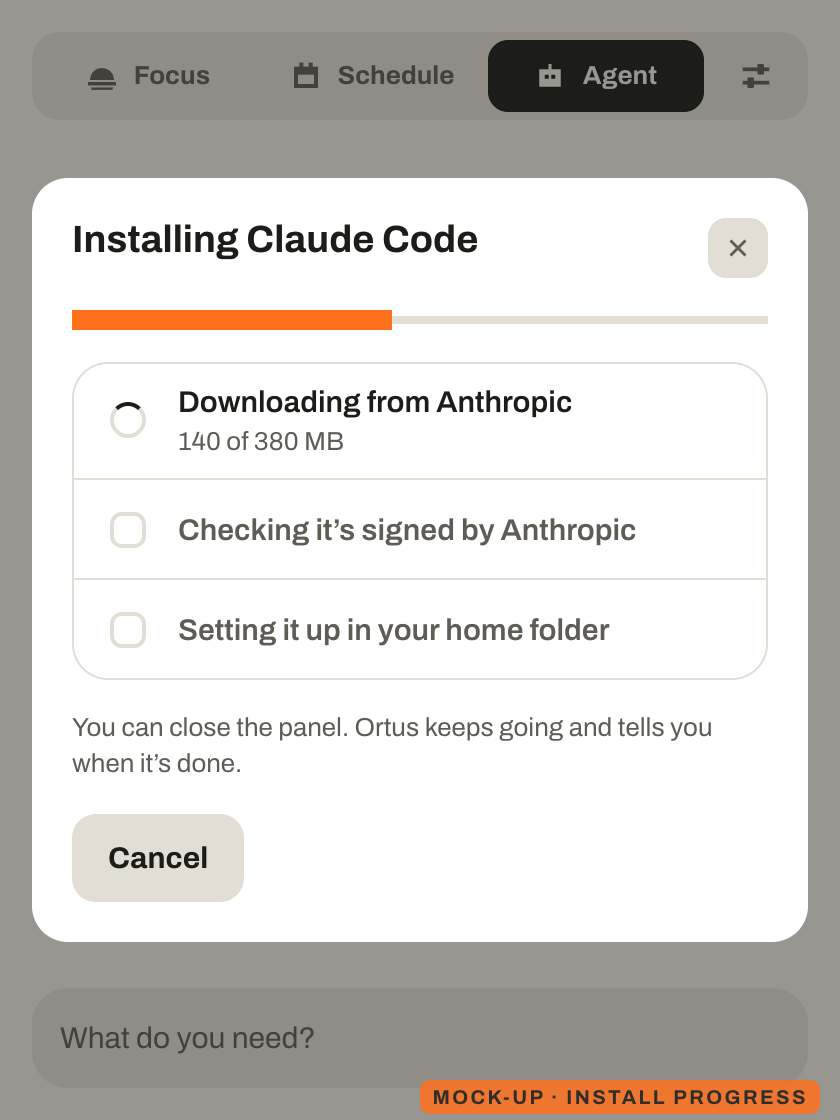 Focus
Schedule
Agent
Installing Claude Code
Downloading from Anthropic
140 of 380 MB
Checking it’s signed by Anthropic
Setting it up in your home folder
You can close the panel. Ortus keeps going and tells you
when it’s done.
Cancel
What do you need?
MOCK-UP · INSTALL PROGRESS